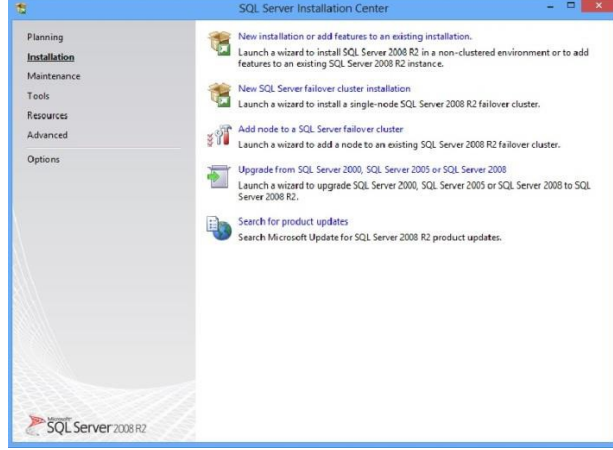 SQL Server Installation Center
Planning
Installation
Maintenance
Tools
Resources
Advanced
Options
New installation or add features to an existing installation.
Launch a wizard to install SQL Server 2008 R2 in a non-clustered environment or to add
features to an existing SQL Server 2008 R2 instance.
New SQL Server failover cluster installation
Launch a wizard to install a single-node SQL Server 2008 R2 failover cluster.
Add node to a SQL Server failover cluster
Launch a wizard to add a node to an existing SQL Server 2008 R2 failover cluster.
Upgrade from SQL Server 2000, SQL Server 2005 or SQL Server 2008
Launch a wizard to upgrade SQL Server 2000, SQL Server 2005 or SQL Server 2008 to SQL
Server 2008 R2.
Search for product updates
Search Microsoft Update for SQL Server 2008 R2 product updates.
Microsoft
SQL Server 2008 R2